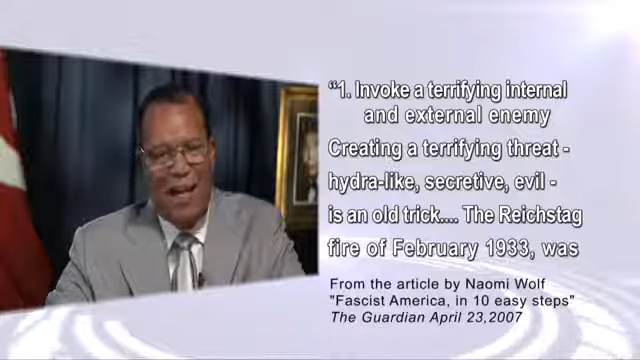 “1. Invoke a terrifying internal
and external enemy
Creating a terrifying threat -
hydra-like, secretive, evil -
is an old trick.... The Reichstag
fire of February 1933, was
From the article by Naomi Wolf
"Fascist America, in 10 easy steps"
The Guardian April 23,2007